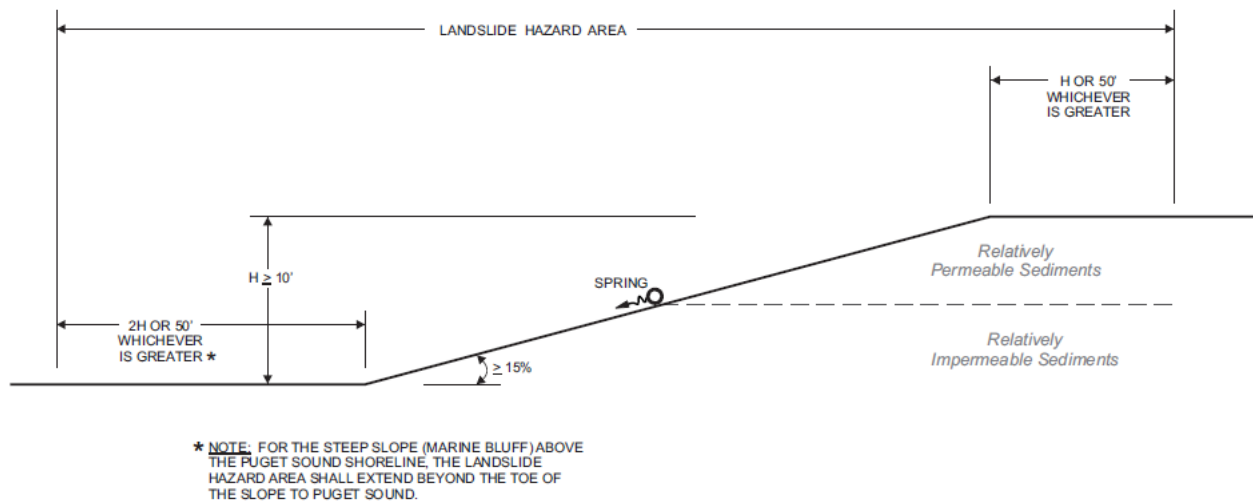 LANDSLIDE HAZARD AREA
H OR 50'
WHICHEVER
IS GREATER
H ≥ 10'
SPRING
Relatively
Permeable Sediments
2H OR 50'
WHICHEVER
IS GREATER *
≥ 15%
Relatively
Impermeable Sediments
* NOTE: FOR THE STEEP SLOPE (MARINE BLUFF) ABOVE
THE PUGET SOUND SHORELINE, THE LANDSLIDE
HAZARD AREA SHALL EXTEND BEYOND THE TOE OF
THE SLOPE TO PUGET SOUND.